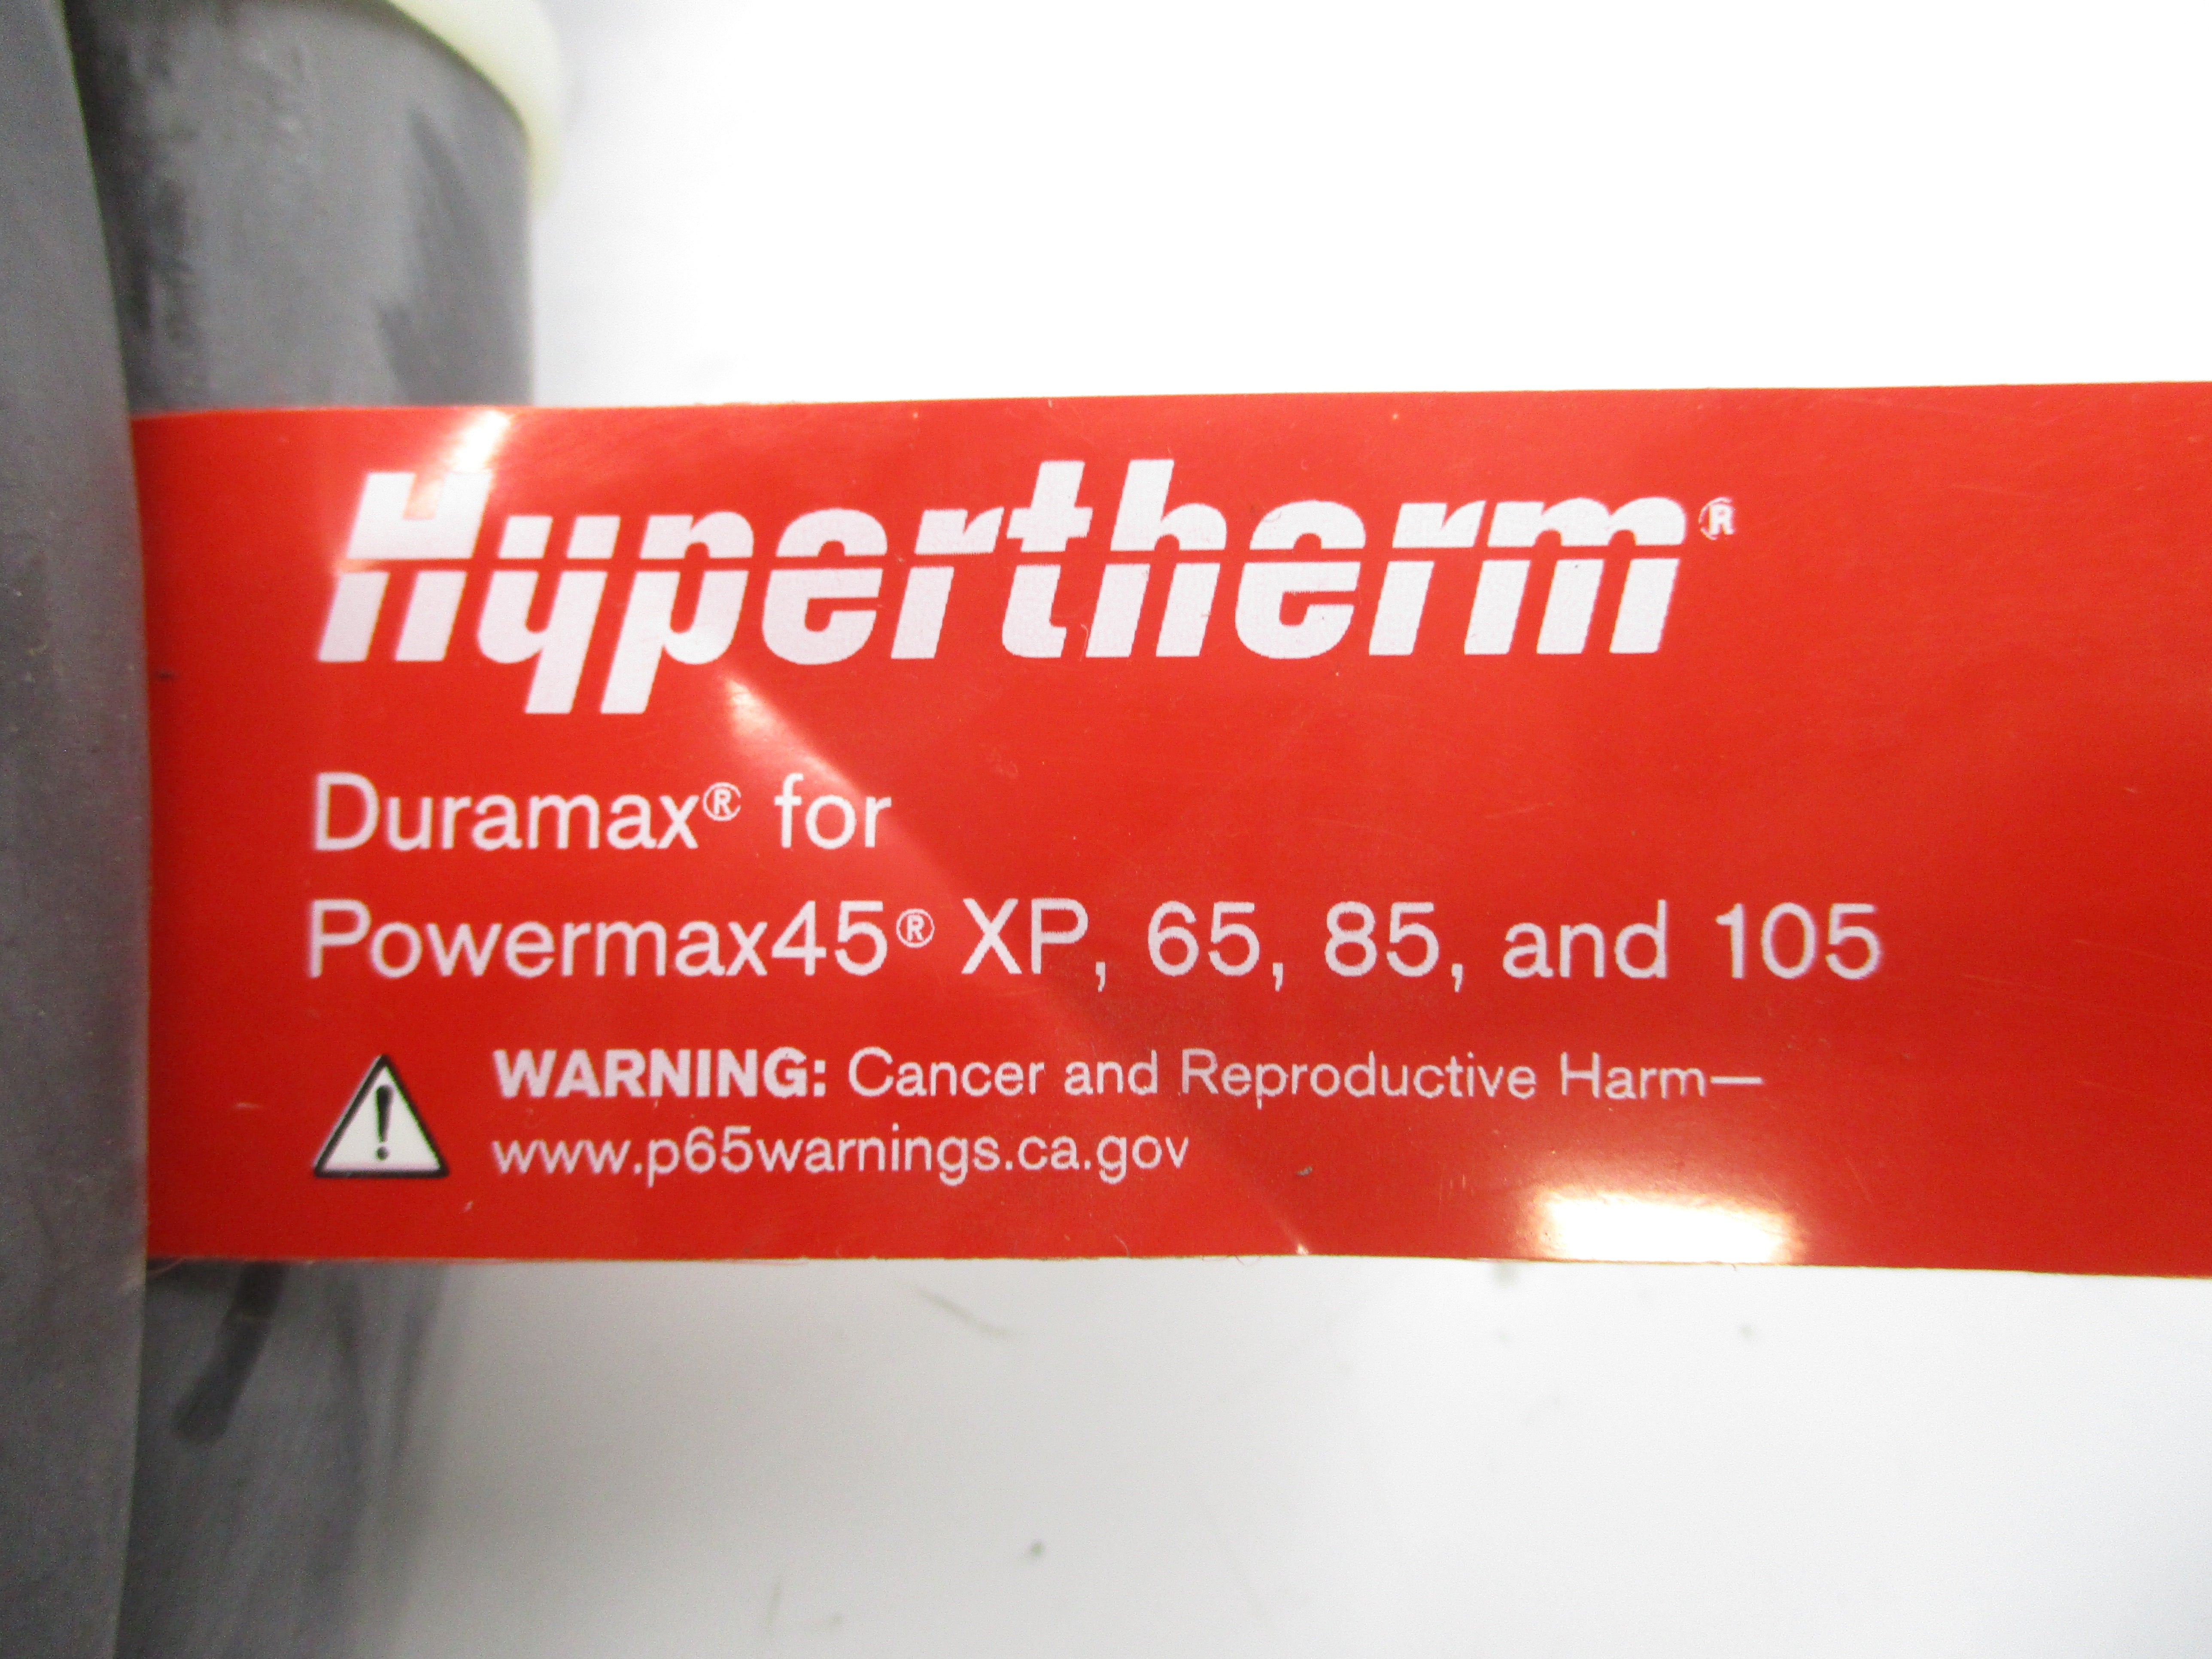 Hypertherm®
Duramax® for
Powermax45® XP, 65, 85, and 105
WARNING: Cancer and Reproductive Harm—
www.p65warnings.ca.gov